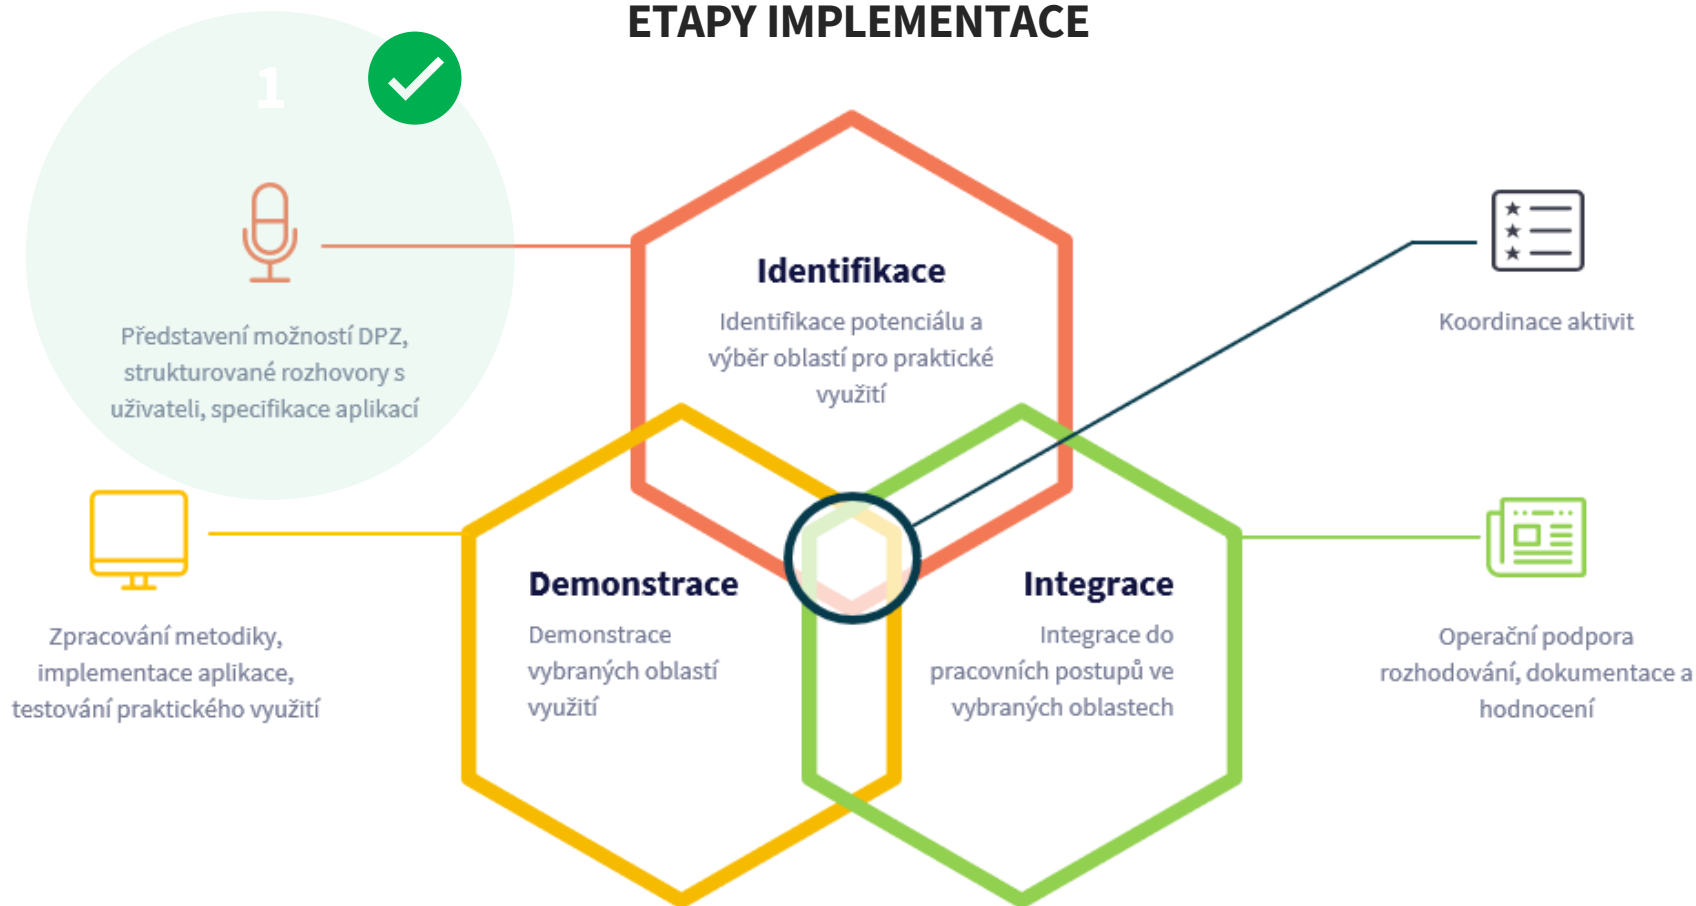 ETAPY IMPLEMENTACE
1
Představení možností DPZ,
strukturované rozhovory s
uživateli, specifikace aplikací
Identifikace
Identifikace potenciálu a
výběr oblastí pro praktické
využití
Koordinace aktivit
Zpracování metodiky,
implementace aplikace,
testování praktického využití
Demonstrace
Demonstrace
vybraných oblastí
využití
Integrace
Integrace do
pracovních postupů ve
vybraných oblastech
Operační podpora
rozhodování, dokumentace a
hodnocení